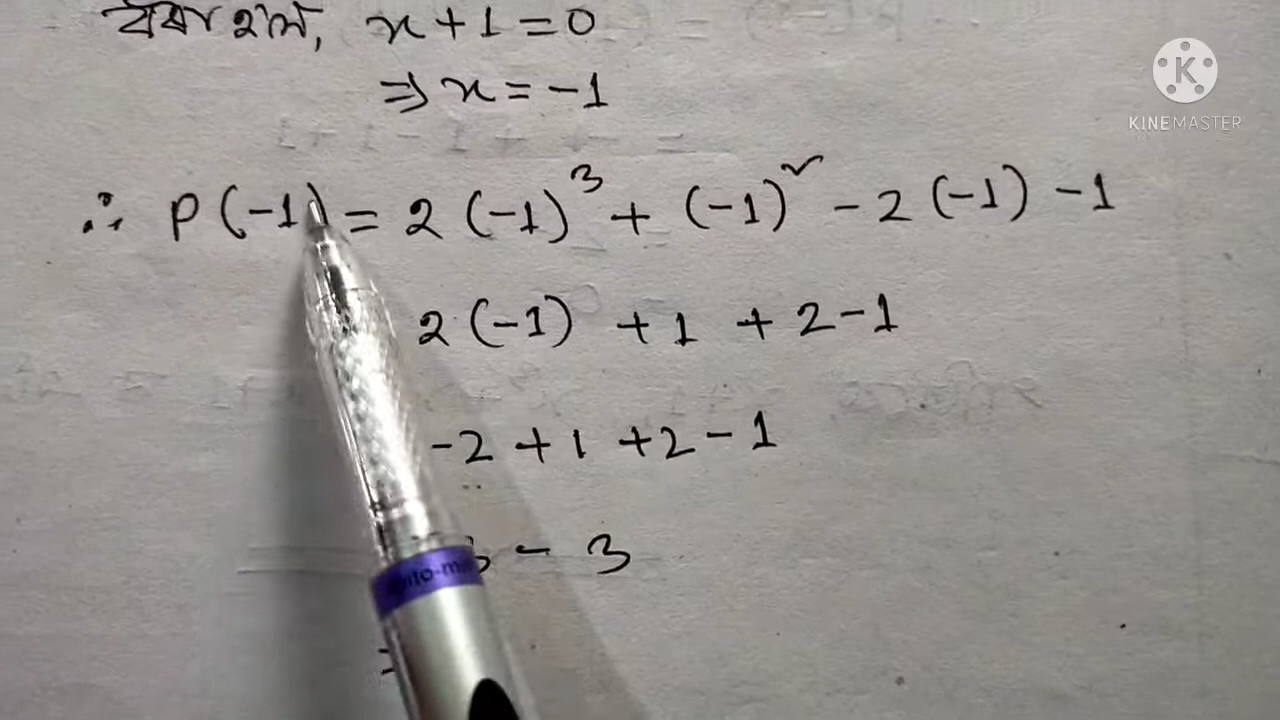 x + 1 = 0
⇒ x = -1
KINEMASTER
∴ P(-1) = 2(-1)³ + (-1)² - 2(-1) - 1
2(-1) + 1 + 2 - 1
-2 + 1 + 2 - 1
3 - 3
=